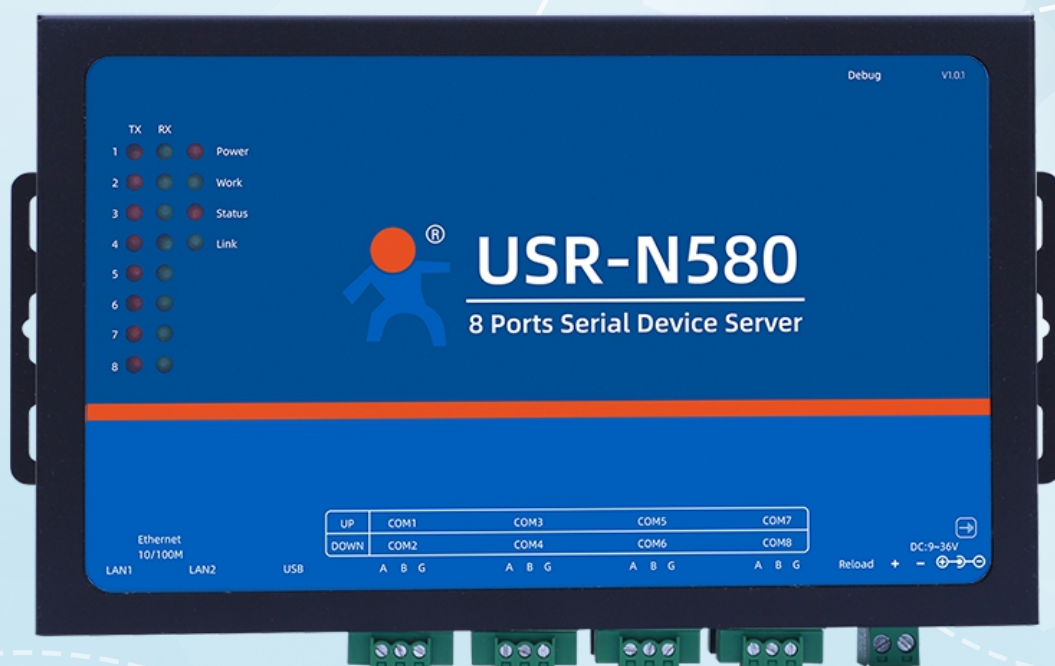 Debug V1.0.1
TX RX
1 Power
2 Work
3 Status
4 Link
5
6
7
8
®
USR-N580
8 Ports Serial Device Server
UP COM1 COM3 COM5 COM7
DOWN COM2 COM4 COM6 COM8
Ethernet
10/100M
DC:9~36V
LAN1 LAN2 USB A B G A B G A B G A B G Reload + − + −